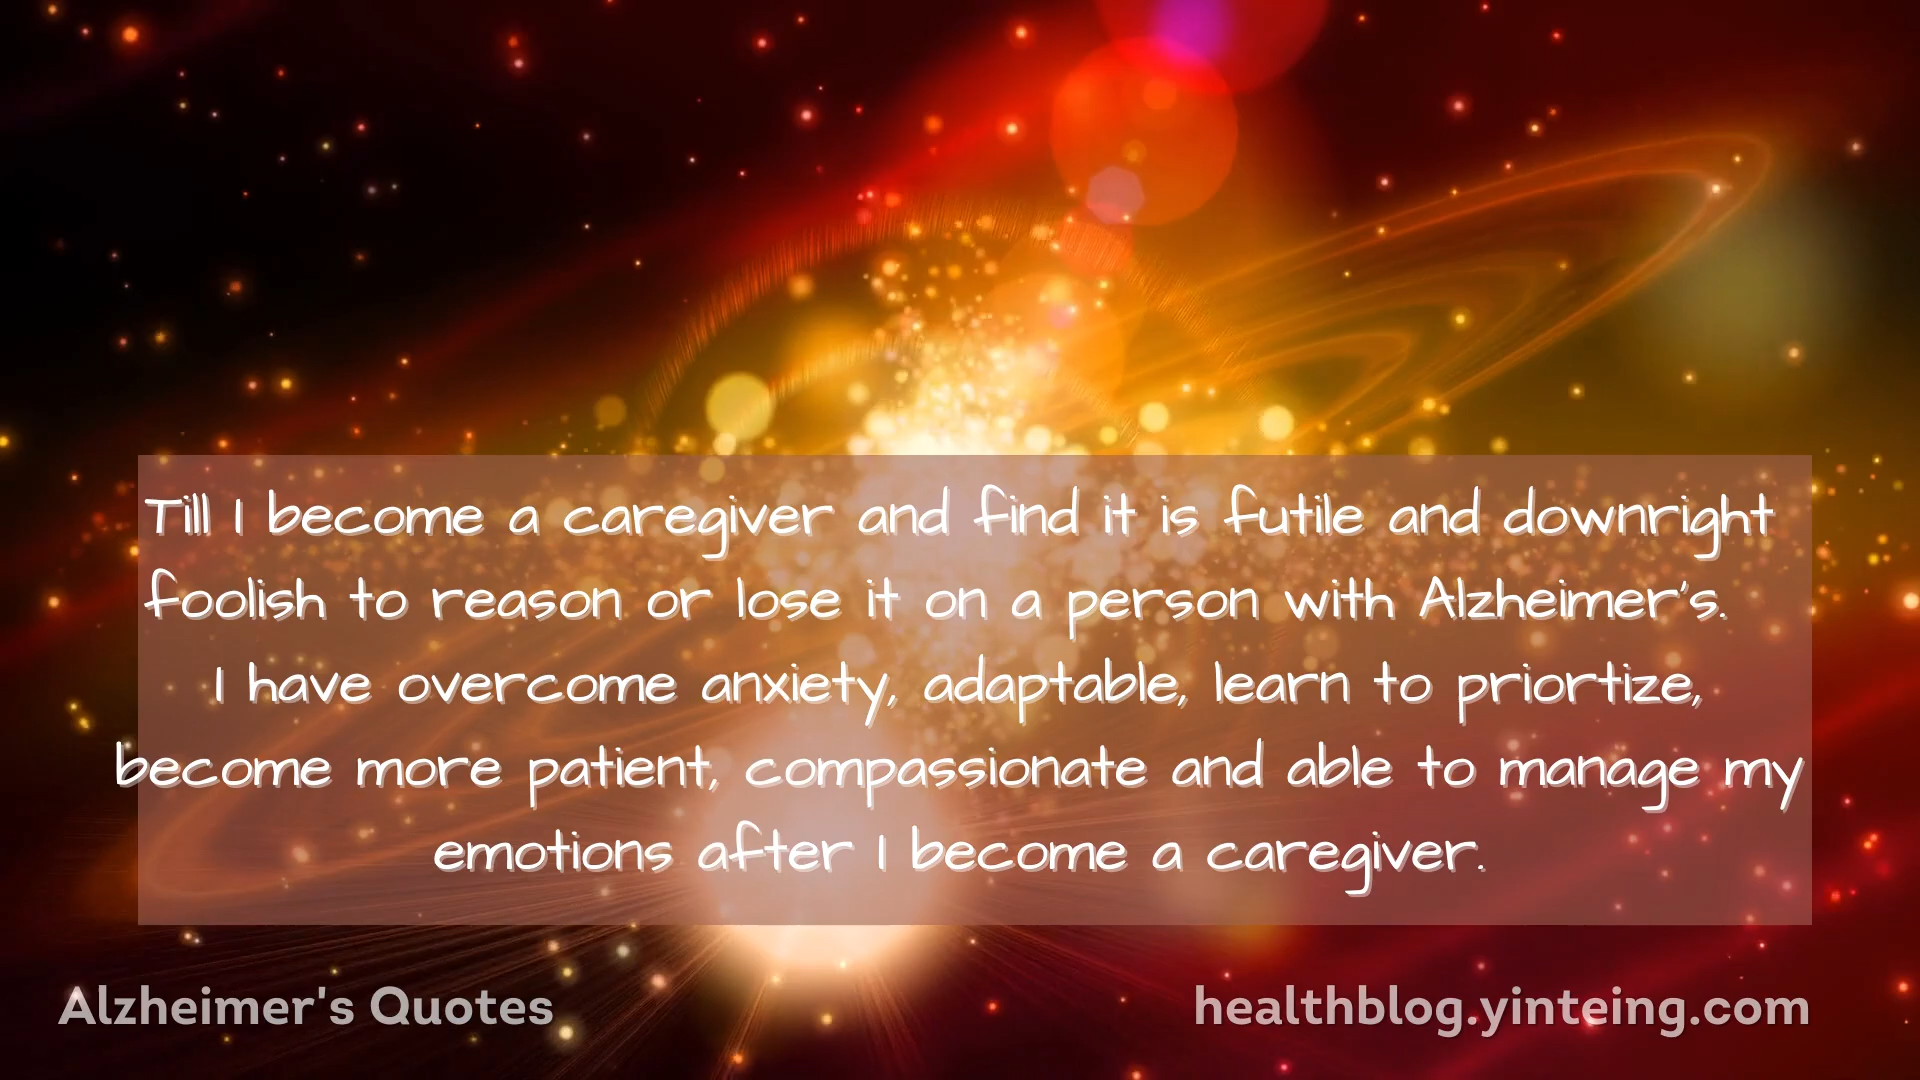 Till I become a caregiver and find it is futile and downright
foolish to reason or lose it on a person with Alzheimer's.
I have overcome anxiety, adaptable, learn to priortize,
become more patient, compassionate and able to manage my
emotions after I become a caregiver.
Alzheimer's Quotes
healthblog.yinteing.com